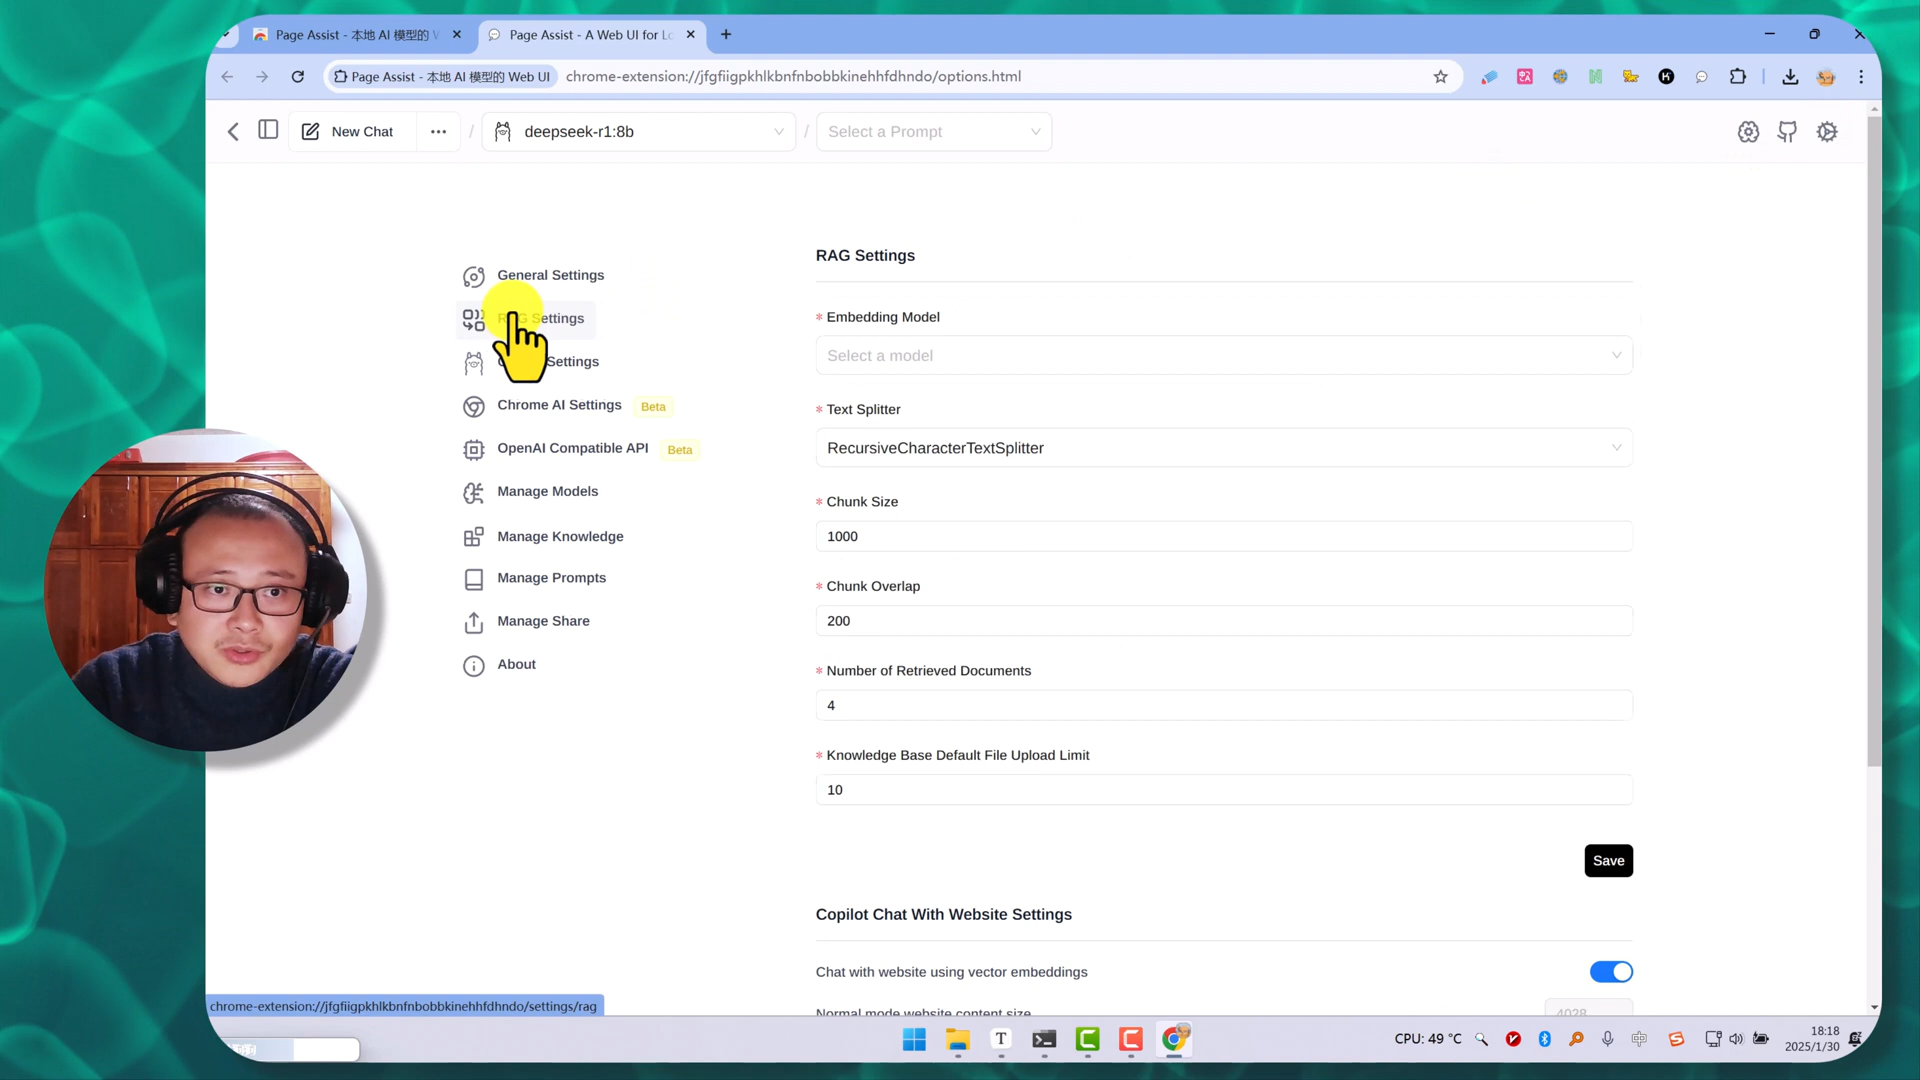 Page Assist - 本地 AI 模型的 W
Page Assist - A Web UI for Lo
Page Assist - 本地 AI 模型的 Web UI
chrome-extension://jfgfiigpkhlkbnfnbobbkinehhfdhndo/options.html
New Chat
deepseek-r1:8b
Select a Prompt
General Settings
Settings
Settings
Chrome AI Settings
Beta
OpenAI Compatible API
Beta
Manage Models
Manage Knowledge
Manage Prompts
Manage Share
About
RAG Settings
* Embedding Model
Select a model
* Text Splitter
RecursiveCharacterTextSplitter
* Chunk Size
1000
* Chunk Overlap
200
* Number of Retrieved Documents
4
* Knowledge Base Default File Upload Limit
10
Save
Copilot Chat With Website Settings
Chat with website using vector embeddings
Normal mode website content size
4028
chrome-extension://jfgfiigpkhlkbnfnbobbkinehhfdhndo/settings/rag
CPU: 49 °C
中
18:18
2025/1/30